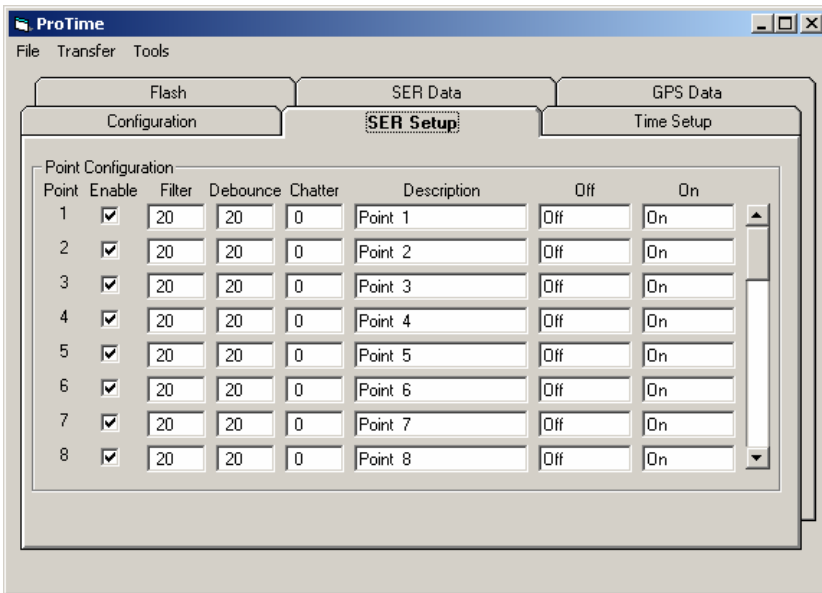 ProTime
File Transfer Tools
Flash SER Data GPS Data
Configuration SER Setup Time Setup
Point Configuration
Point Enable Filter Debounce Chatter Description Off On
1 20 20 0 Point 1 Off On
2 20 20 0 Point 2 Off On
3 20 20 0 Point 3 Off On
4 20 20 0 Point 4 Off On
5 20 20 0 Point 5 Off On
6 20 20 0 Point 6 Off On
7 20 20 0 Point 7 Off On
8 20 20 0 Point 8 Off On